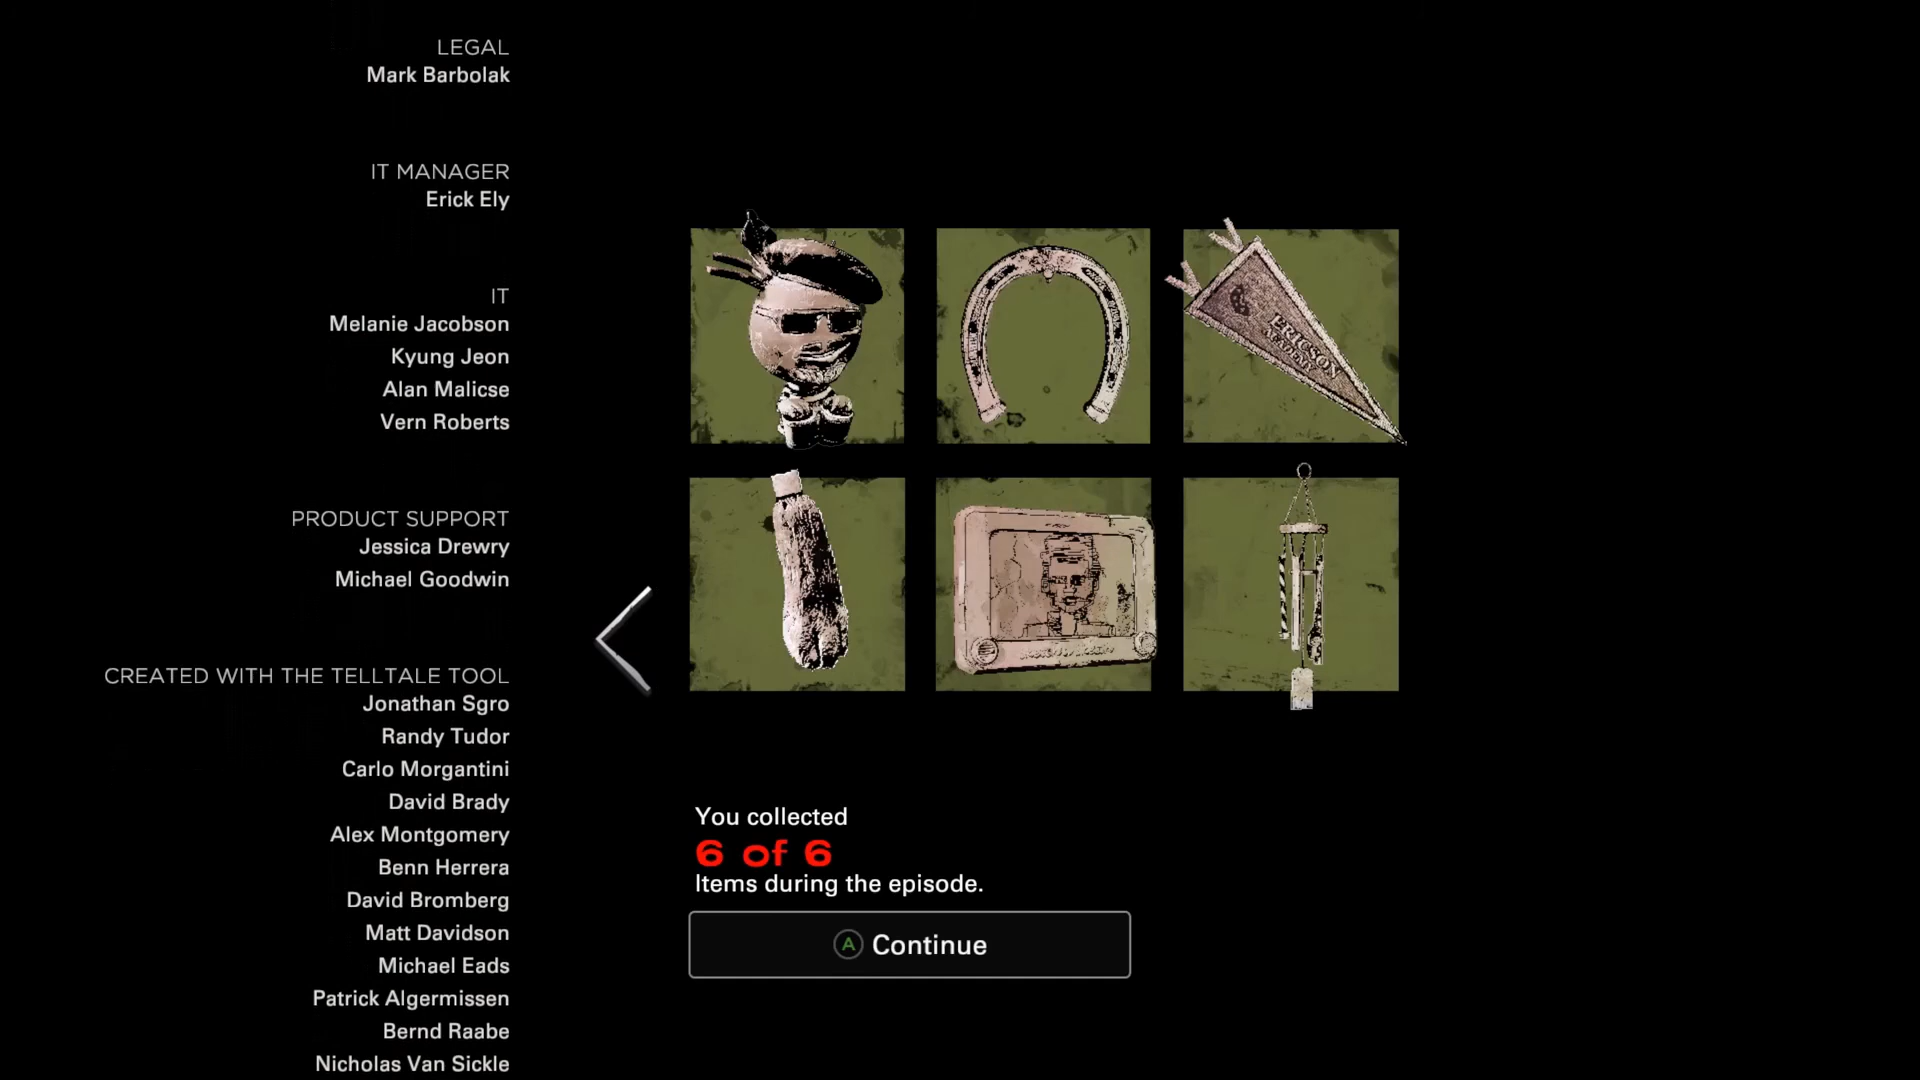 LEGAL
Mark Barbolak
IT MANAGER
Erick Ely
IT
Melanie Jacobson
Kyung Jeon
Alan Malicse
Vern Roberts
PRODUCT SUPPORT
Jessica Drewry
Michael Goodwin
CREATED WITH THE TELLTALE TOOL
Jonathan Sgro
Randy Tudor
Carlo Morgantini
David Brady
Alex Montgomery
Benn Herrera
David Bromberg
Matt Davidson
Michael Eads
Patrick Algermissen
Bernd Raabe
Nicholas Van Sickle
ERICSON
ACADEMY
You collected
6 of 6
Items during the episode.
A Continue